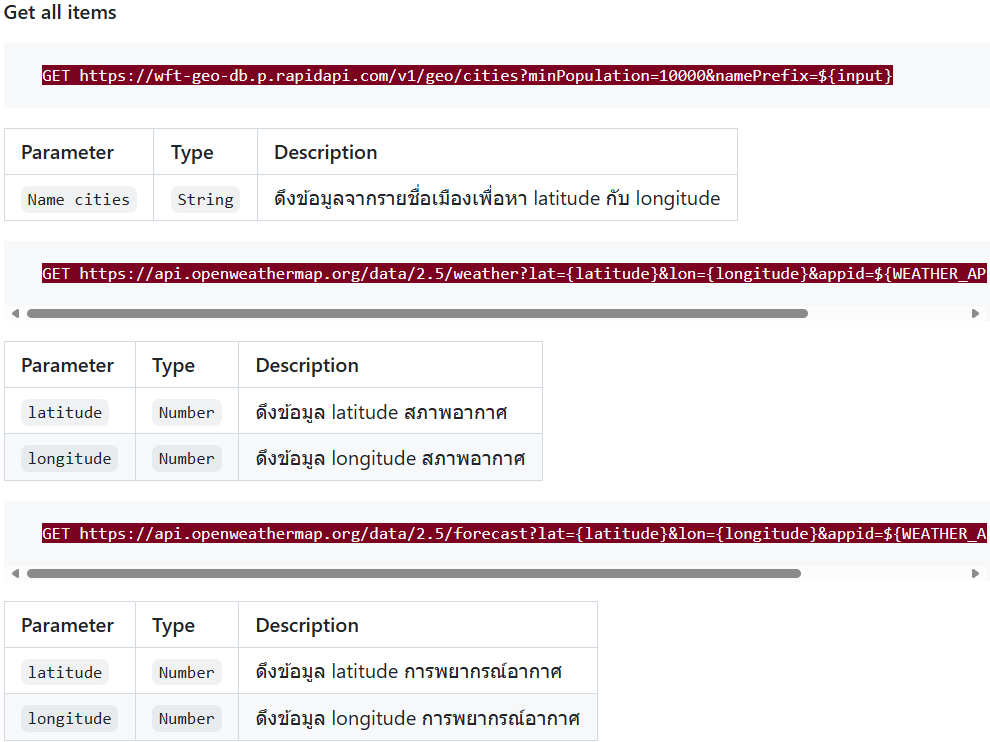 Get all items
GET https://wft-geo-db.p.rapidapi.com/v1/geo/cities?minPopulation=10000&namePrefix=${input}
Parameter Type Description
Name cities String ดึงข้อมูลจากรายชื่อเมืองเพื่อหา latitude กับ longitude
GET https://api.openweathermap.org/data/2.5/weather?lat={latitude}&lon={longitude}&appid=${WEATHER_AP
Parameter Type Description
latitude Number ดึงข้อมูล latitude สภาพอากาศ
longitude Number ดึงข้อมูล longitude สภาพอากาศ
GET https://api.openweathermap.org/data/2.5/forecast?lat={latitude}&lon={longitude}&appid=${WEATHER_A
Parameter Type Description
latitude Number ดึงข้อมูล latitude การพยากรณ์อากาศ
longitude Number ดึงข้อมูล longitude การพยากรณ์อากาศ